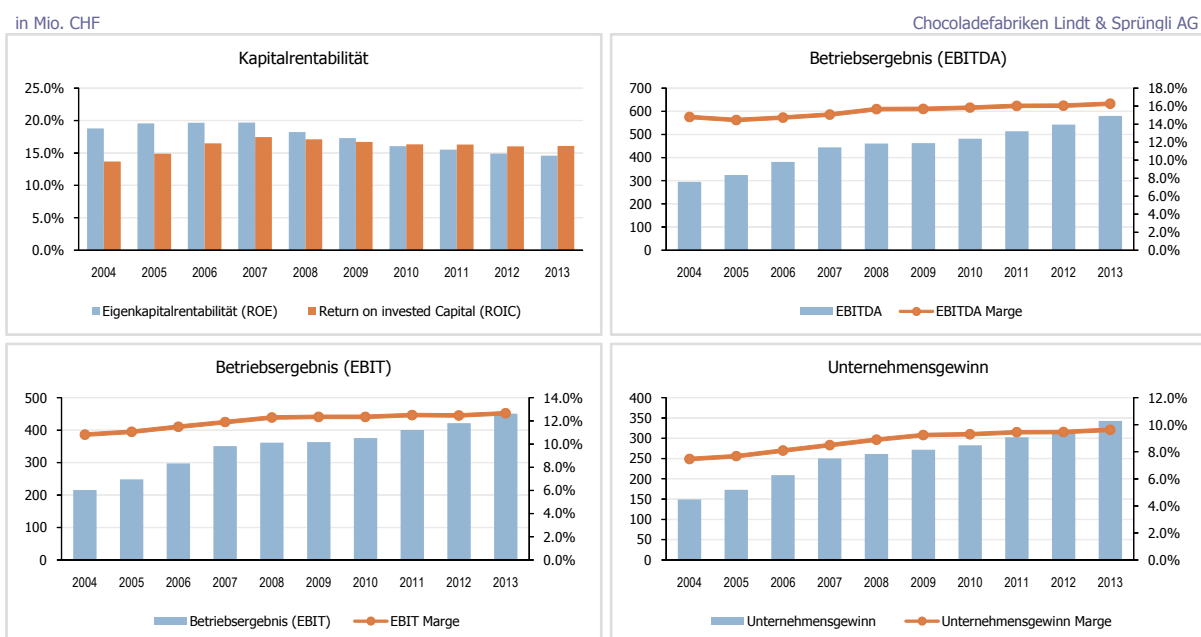 in Mio. CHF
Chocoladefabriken Lindt & Sprüngli AG
Kapitalrentabilität
25.0%
20.0%
15.0%
10.0%
5.0%
0.0%
2004 2005 2006 2007 2008 2009 2010 2011 2012 2013
Eigenkapitalrentabilität (ROE) Return on invested Capital (ROIC)
Betriebsergebnis (EBITDA)
700 18.0%
600 16.0%
500 14.0%
400 12.0%
300 10.0%
200 8.0%
100 6.0%
0 4.0%
2.0%
0.0%
2004 2005 2006 2007 2008 2009 2010 2011 2012 2013
EBITDA EBITDA Marge
Betriebsergebnis (EBIT)
500 14.0%
400 12.0%
300 10.0%
200 8.0%
100 6.0%
0 4.0%
2.0%
0.0%
2004 2005 2006 2007 2008 2009 2010 2011 2012 2013
Betriebsergebnis (EBIT) EBIT Marge
Unternehmensgewinn
400 12.0%
350 10.0%
300 8.0%
250 6.0%
200 4.0%
150 2.0%
100 0.0%
50
0
2004 2005 2006 2007 2008 2009 2010 2011 2012 2013
Unternehmensgewinn Unternehmensgewinn Marge